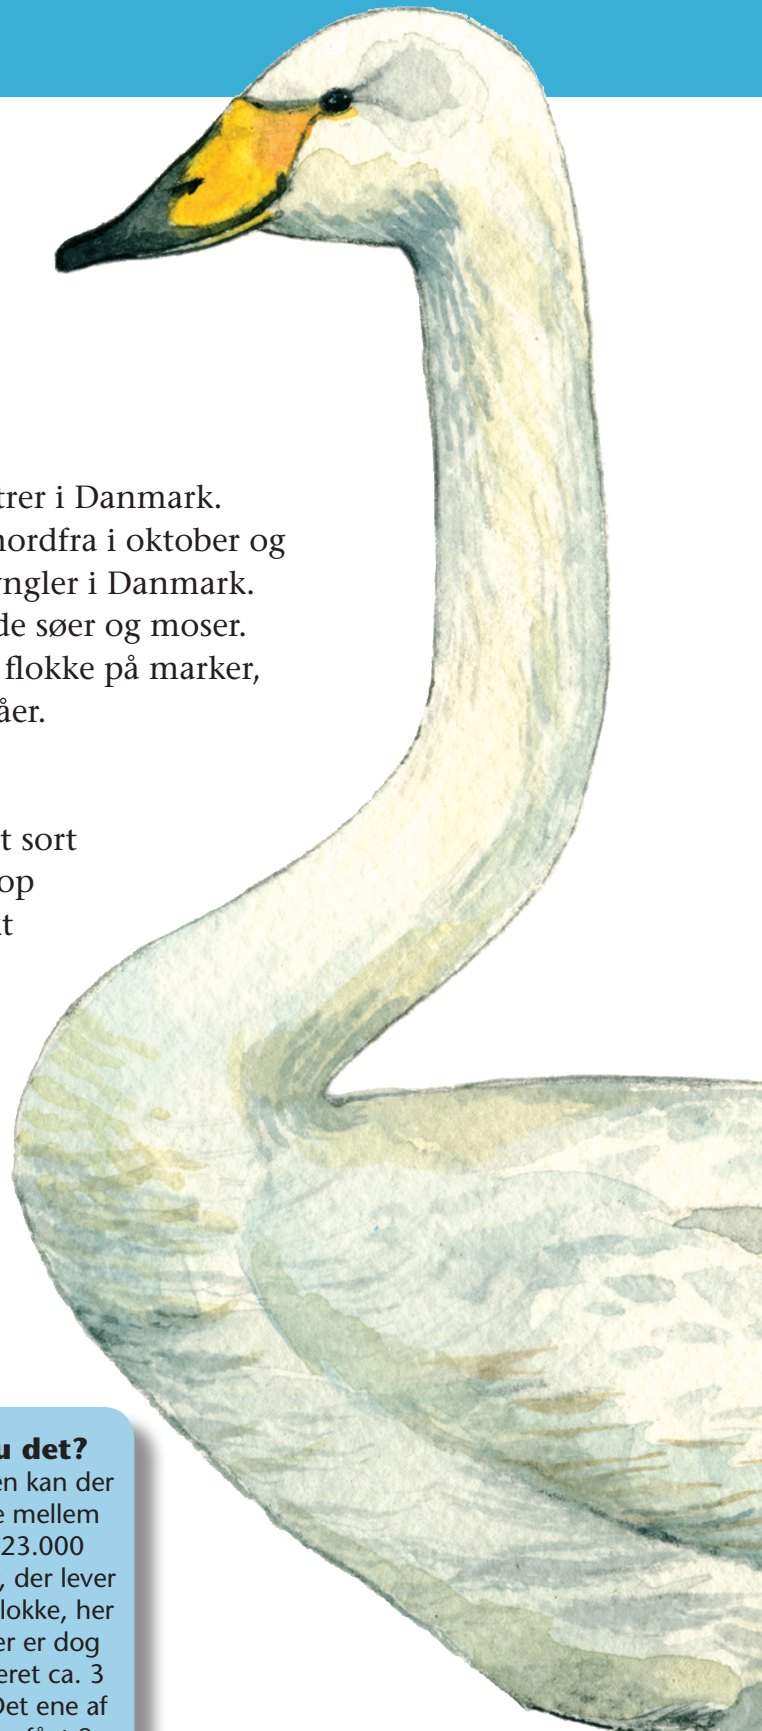 trer i Danmark.
nordfra i oktober og
ngler i Danmark.
de søer og moser.
flokke på marker,
åer.
t sort
op
t
u det?
en kan der
e mellem
23.000
, der lever
lokke, her
er er dog
eret ca. 3
Det ene af